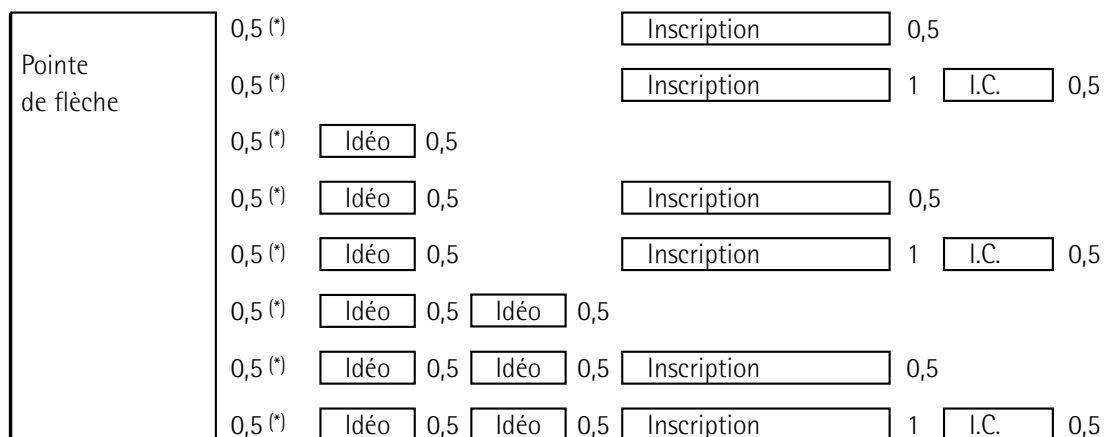 0,5 (*) Inscription 0,5
Pointe
de flèche
0,5 (*) Inscription 1 I.C. 0,5
0,5 (*) Idéo 0,5
0,5 (*) Idéo 0,5 Inscription 0,5
0,5 (*) Idéo 0,5 Inscription 1 I.C. 0,5
0,5 (*) Idéo 0,5 Idéo 0,5
0,5 (*) Idéo 0,5 Idéo 0,5 Inscription 0,5
0,5 (*) Idéo 0,5 Idéo 0,5 Inscription 1 I.C. 0,5